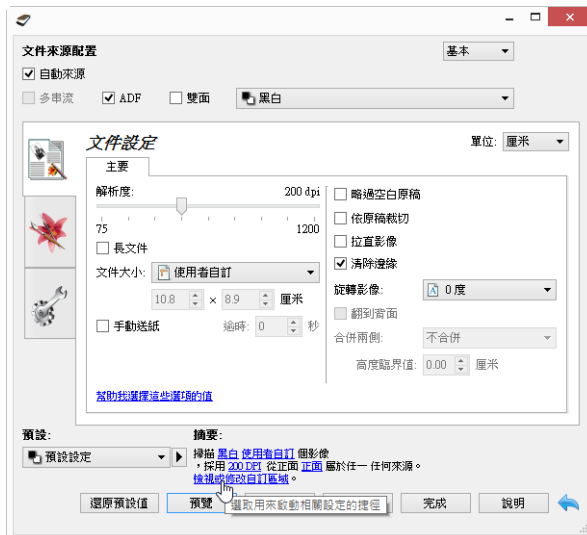 文件來源配置
基本
自動來源
多串流
ADF
雙面
黑白
文件設定
單位: 厘米
主要
解析度: 200 dpi
75 1200
長文件
文件大小: 使用者自訂
10.8 × 8.9 厘米
手動送紙
逾時: 0 秒
略過空白原稿
依原稿裁切
拉直影像
清除邊緣
旋轉影像: 0 度
翻到背面
合併兩側: 不合併
高度臨界值: 0.00 厘米
幫助我選擇這些選項的值
預設:
預設設定
摘要:
掃描 黑白 使用者自訂 個影像
，採用 200 DPI 從正面 正面 屬於任一 任何來源。
檢視或修改自訂區域。
還原預設值
預覽
選取用來啟動相關設定的捷徑
完成
說明